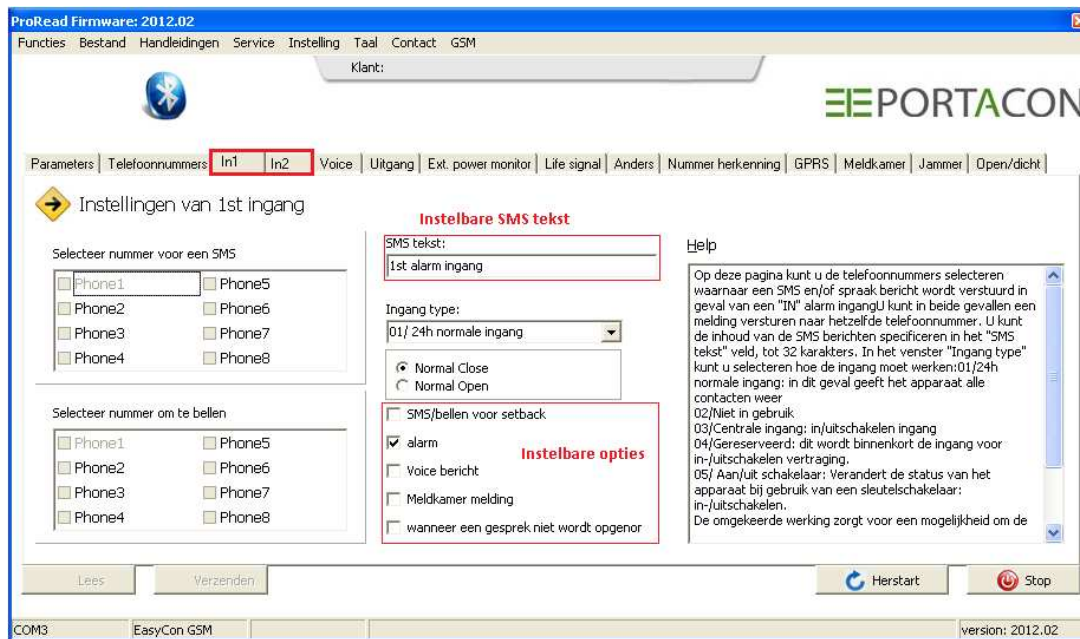 ProRead Firmware: 2012.02
Functies Bestand Handleidingen Service Instelling Taal Contact GSM
Klant:
PORTACON
Parameters Telefoonnummers In1 In2 Voice Uitgang Ext. power monitor Life signal Anders Nummer herkenning GPRS Meldkamer Jammer Open/dicht
Instellingen van 1st ingang
Selecteer nummer voor een SMS
Phone1 Phone5
Phone2 Phone6
Phone3 Phone7
Phone4 Phone8
Selecteer nummer om te bellen
Phone1 Phone5
Phone2 Phone6
Phone3 Phone7
Phone4 Phone8
Instelbare SMS tekst
SMS tekst:
1st alarm ingang
Ingang type:
01/ 24h normale ingang
Normal Close
Normal Open
SMS/bellen voor setback
alarm
Instelbare opties
Voice bericht
Meldkamer melding
wanneer een gesprek niet wordt opgenor
Help
Op deze pagina kunt u de telefoonnummers selecteren
waarnaar een SMS en/of spraak bericht wordt verstuurd in
geval van een "IN" alarm ingangU kunt in beide gevallen een
melding versturen naar hetzelfde telefoonnummer. U kunt
de inhoud van de SMS berichten specificeren in het "SMS
tekst" veld, tot 32 karakters. In het venster "Ingang type"
kunt u selecteren hoe de ingang moet werken:01/24h
normale ingang: in dit geval geeft het apparaat alle
contacten weer
02/Niet in gebruik
03/Centrale ingang: in/uitschakelen ingang
04/Gereserveerd: dit wordt binnenkort de ingang voor
in-/uitschakelen vertraging.
05/ Aan/uit schakelaar: Verandert de status van het
apparaat bij gebruik van een sleutelschakelaar:
in-/uitschakelen.
De omgekeerde werking zorgt voor een mogelijkheid om de
Lees Verzenden Herstart Stop
COM3 EasyCon GSM version: 2012.02